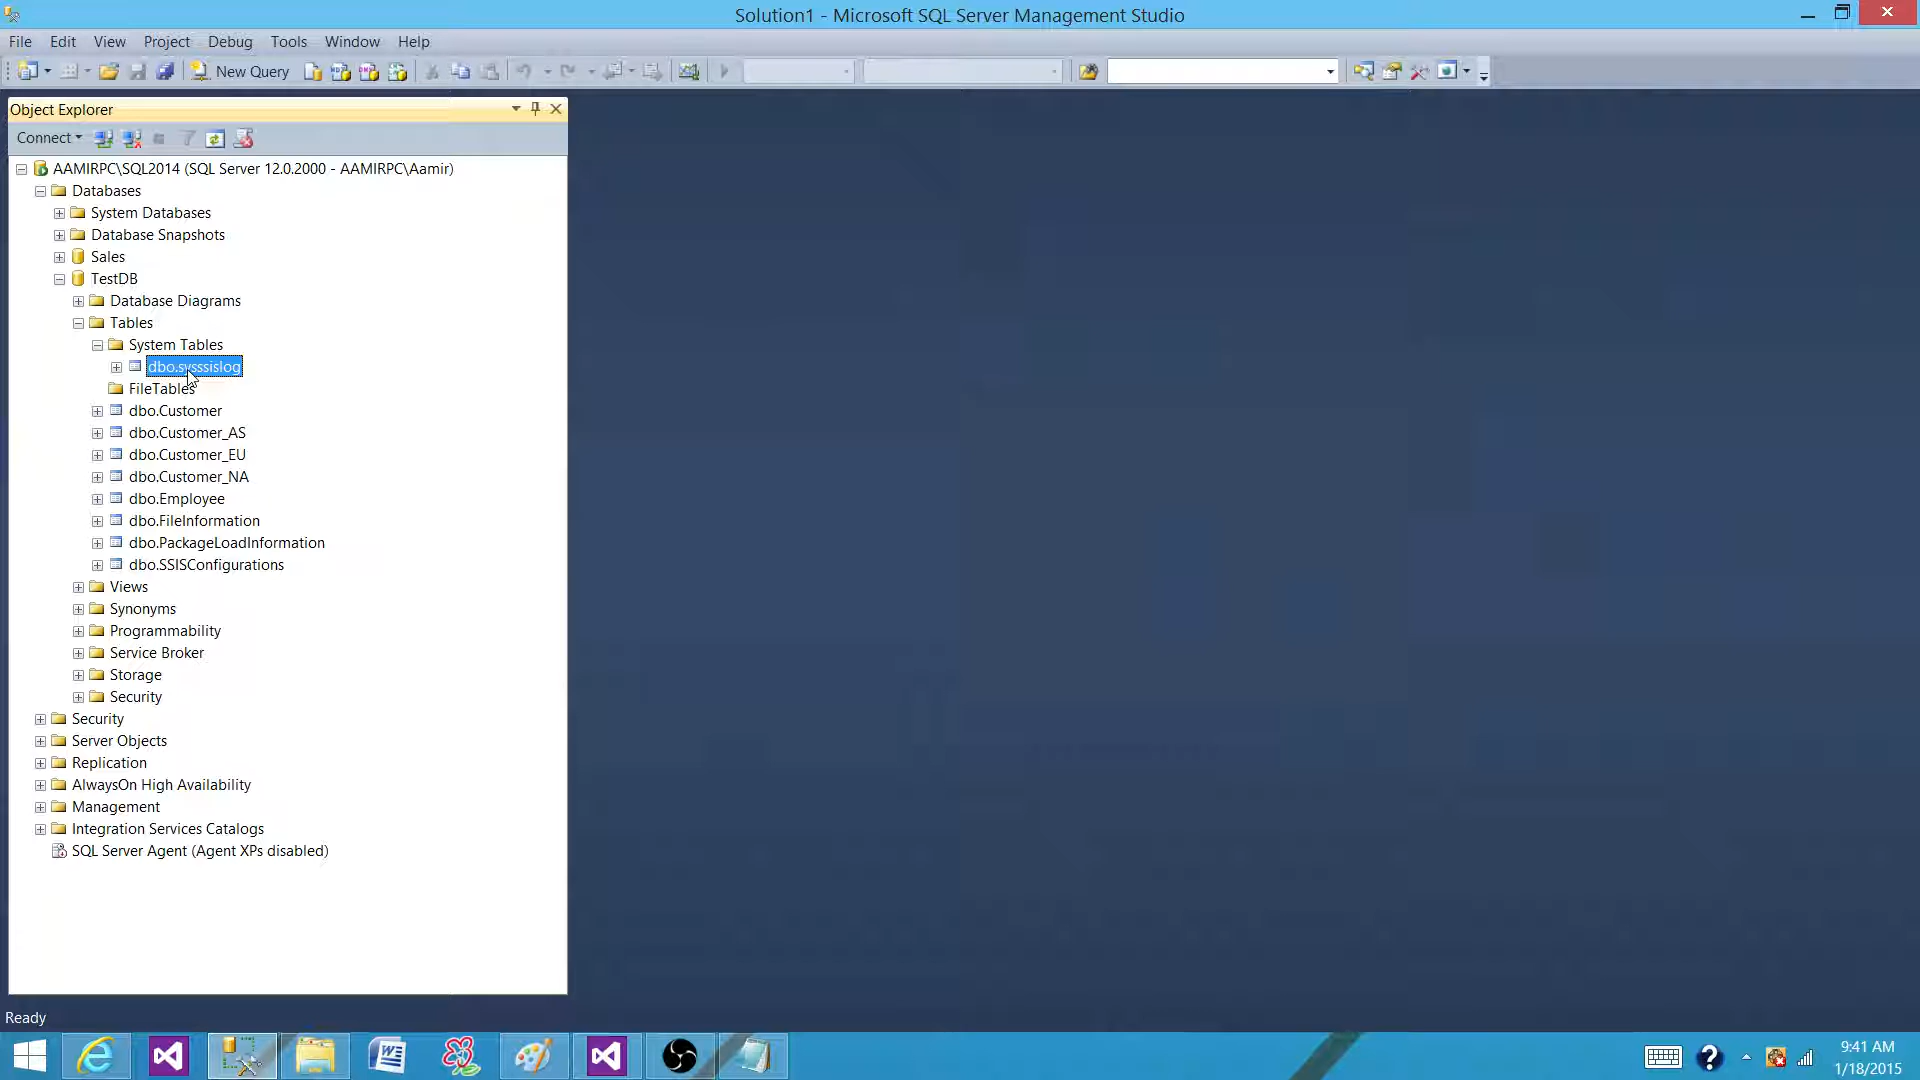 Solution1 - Microsoft SQL Server Management Studio
File Edit View Project Debug Tools Window Help
New Query
Object Explorer
Connect
AAMIRPC\SQL2014 (SQL Server 12.0.2000 - AAMIRPC\Aamir)
Databases
System Databases
Database Snapshots
Sales
TestDB
Database Diagrams
Tables
System Tables
dbo.sysssislog
FileTables
dbo.Customer
dbo.Customer_AS
dbo.Customer_EU
dbo.Customer_NA
dbo.Employee
dbo.FileInformation
dbo.PackageLoadInformation
dbo.SSISConfigurations
Views
Synonyms
Programmability
Service Broker
Storage
Security
Security
Server Objects
Replication
AlwaysOn High Availability
Management
Integration Services Catalogs
SQL Server Agent (Agent XPs disabled)
Ready
9:41 AM
1/18/2015